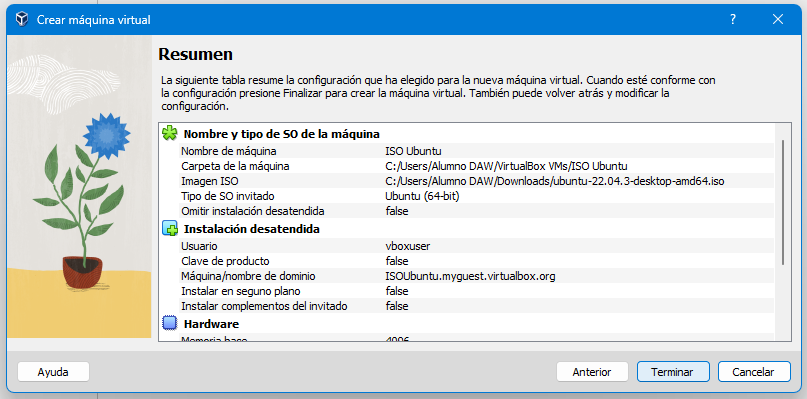 Crear máquina virtual
Resumen
La siguiente tabla resume la configuración que ha elegido para la nueva máquina virtual. Cuando esté conforme con
la configuración presione Finalizar para crear la máquina virtual. También puede volver atrás y modificar la
configuración.
Nombre y tipo de SO de la máquina
Nombre de máquina ISO Ubuntu
Carpeta de la máquina C:/Users/Alumno DAW/VirtualBox VMs/ISO Ubuntu
Imagen ISO C:/Users/Alumno DAW/Downloads/ubuntu-22.04.3-desktop-amd64.iso
Tipo de SO invitado Ubuntu (64-bit)
Omitir instalación desatendida false
Instalación desatendida
Usuario vboxuser
Clave de producto false
Máquina/nombre de dominio ISOUbuntu.myguest.virtualbox.org
Instalar en seguno plano false
Instalar complementos del invitado false
Hardware
Memoria base 4096
Ayuda Anterior Terminar Cancelar